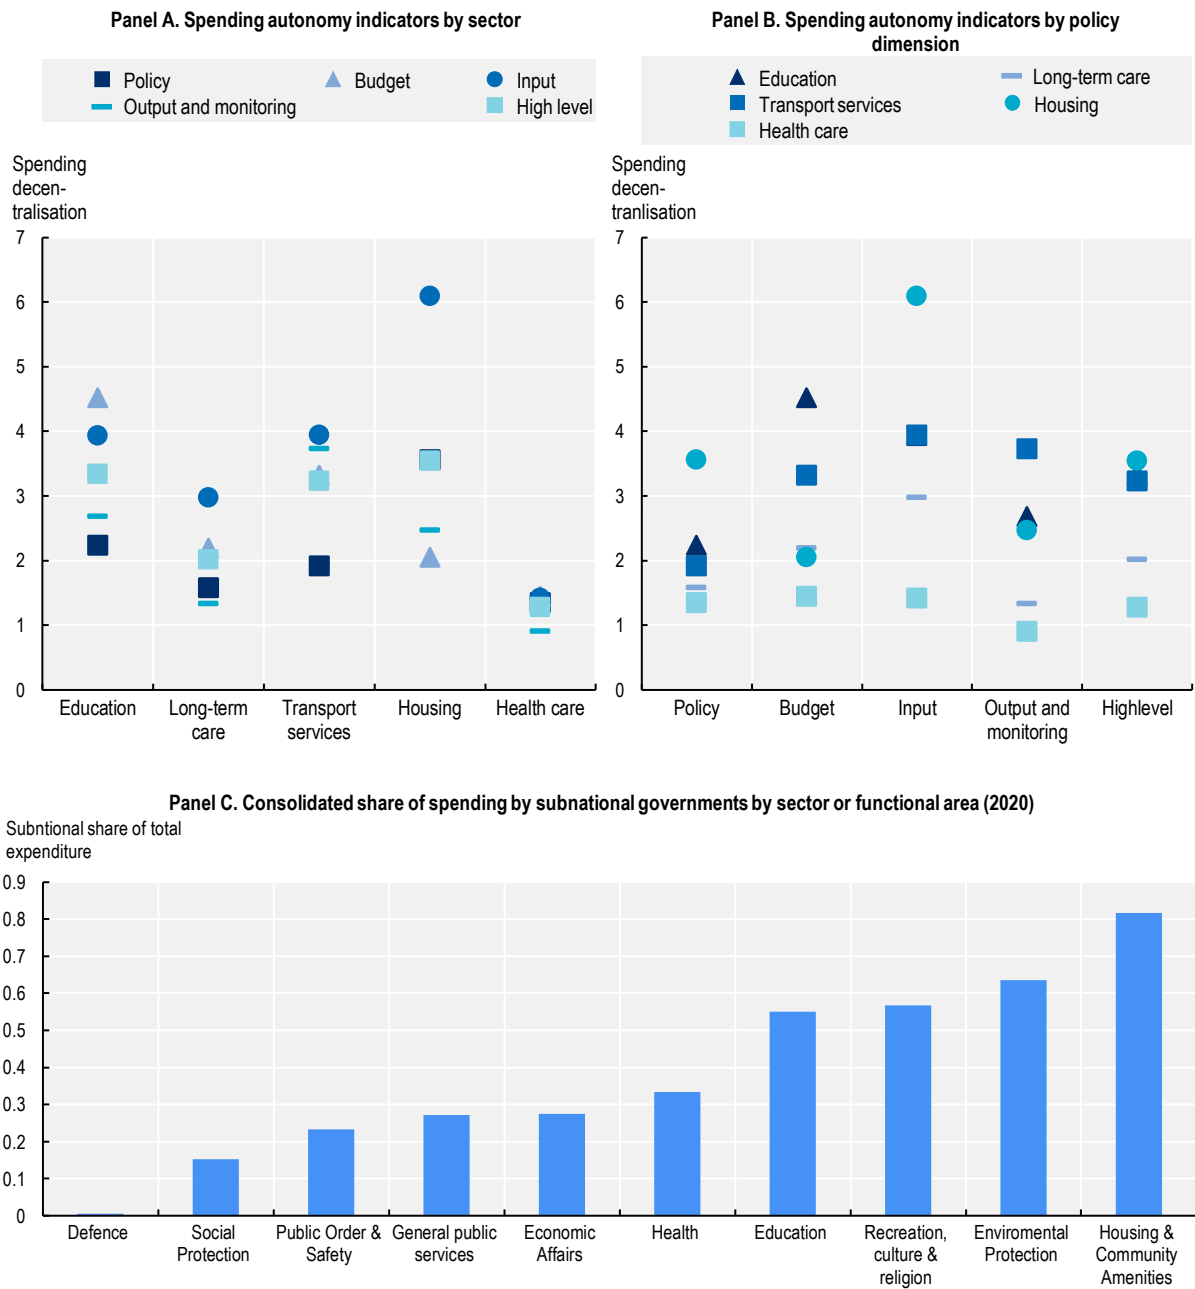 Panel A. Spending autonomy indicators by sector
Policy
Budget
Input
Output and monitoring
High level
Spending
decen-
tralisation
7
6
5
4
3
2
1
0
Education
Long-term
care
Transport
services
Housing
Health care
Panel B. Spending autonomy indicators by policy
dimension
Education
Long-term care
Transport services
Housing
Health care
Spending
decen-
tranlisation
7
6
5
4
3
2
1
0
Policy
Budget
Input
Output and
monitoring
Highlevel
Panel C. Consolidated share of spending by subnational governments by sector or functional area (2020)
Subntional share of total
expenditure
0.9
0.8
0.7
0.6
0.5
0.4
0.3
0.2
0.1
0
Defence
Social
Protection
Public Order &
Safety
General public
services
Economic
Affairs
Health
Education
Recreation,
culture &
religion
Enviromental
Protection
Housing &
Community
Amenities